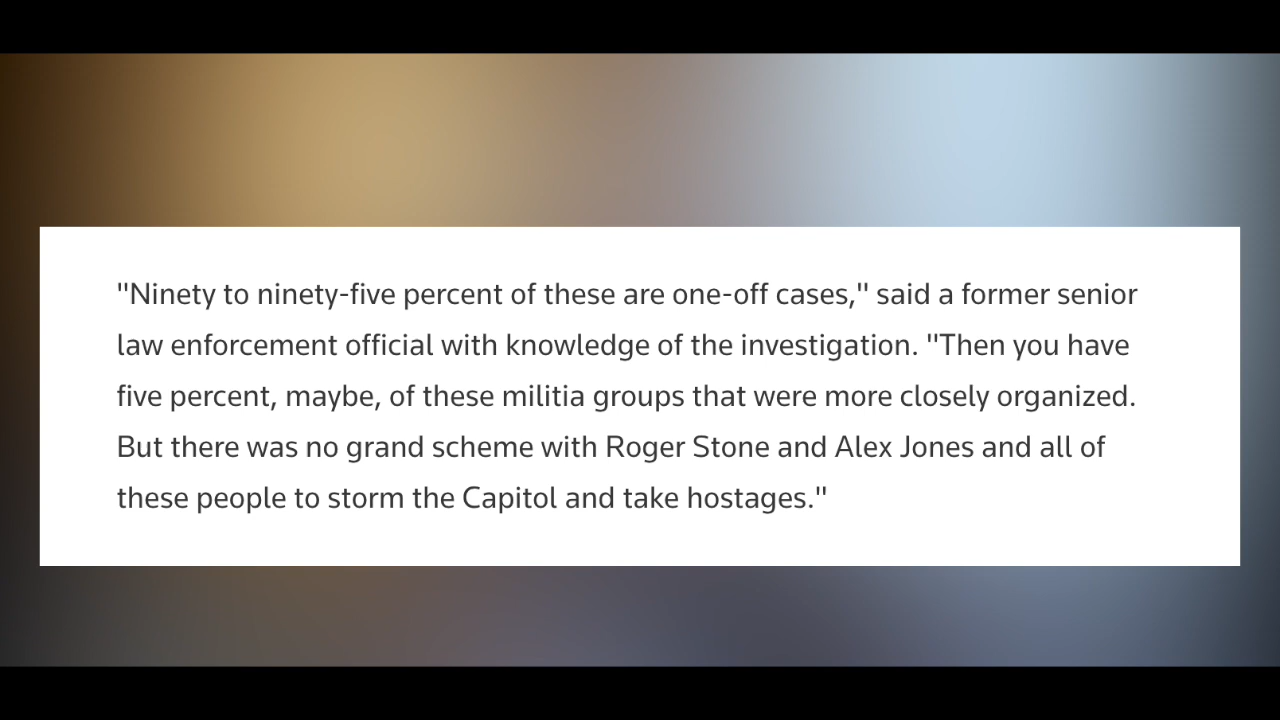 "Ninety to ninety-five percent of these are one-off cases," said a former senior
law enforcement official with knowledge of the investigation. "Then you have
five percent, maybe, of these militia groups that were more closely organized.
But there was no grand scheme with Roger Stone and Alex Jones and all of
these people to storm the Capitol and take hostages."